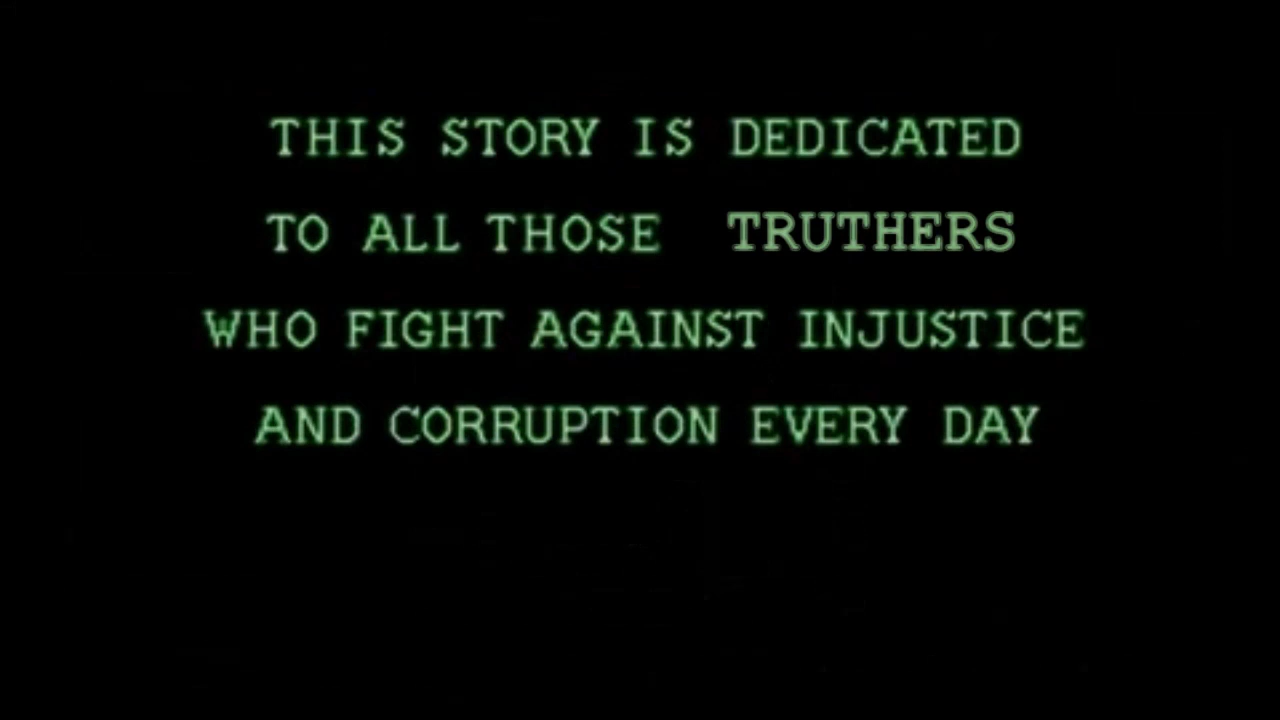 THIS STORY IS DEDICATED
TO ALL THOSE TRUTHERS
WHO FIGHT AGAINST INJUSTICE
AND CORRUPTION EVERY DAY